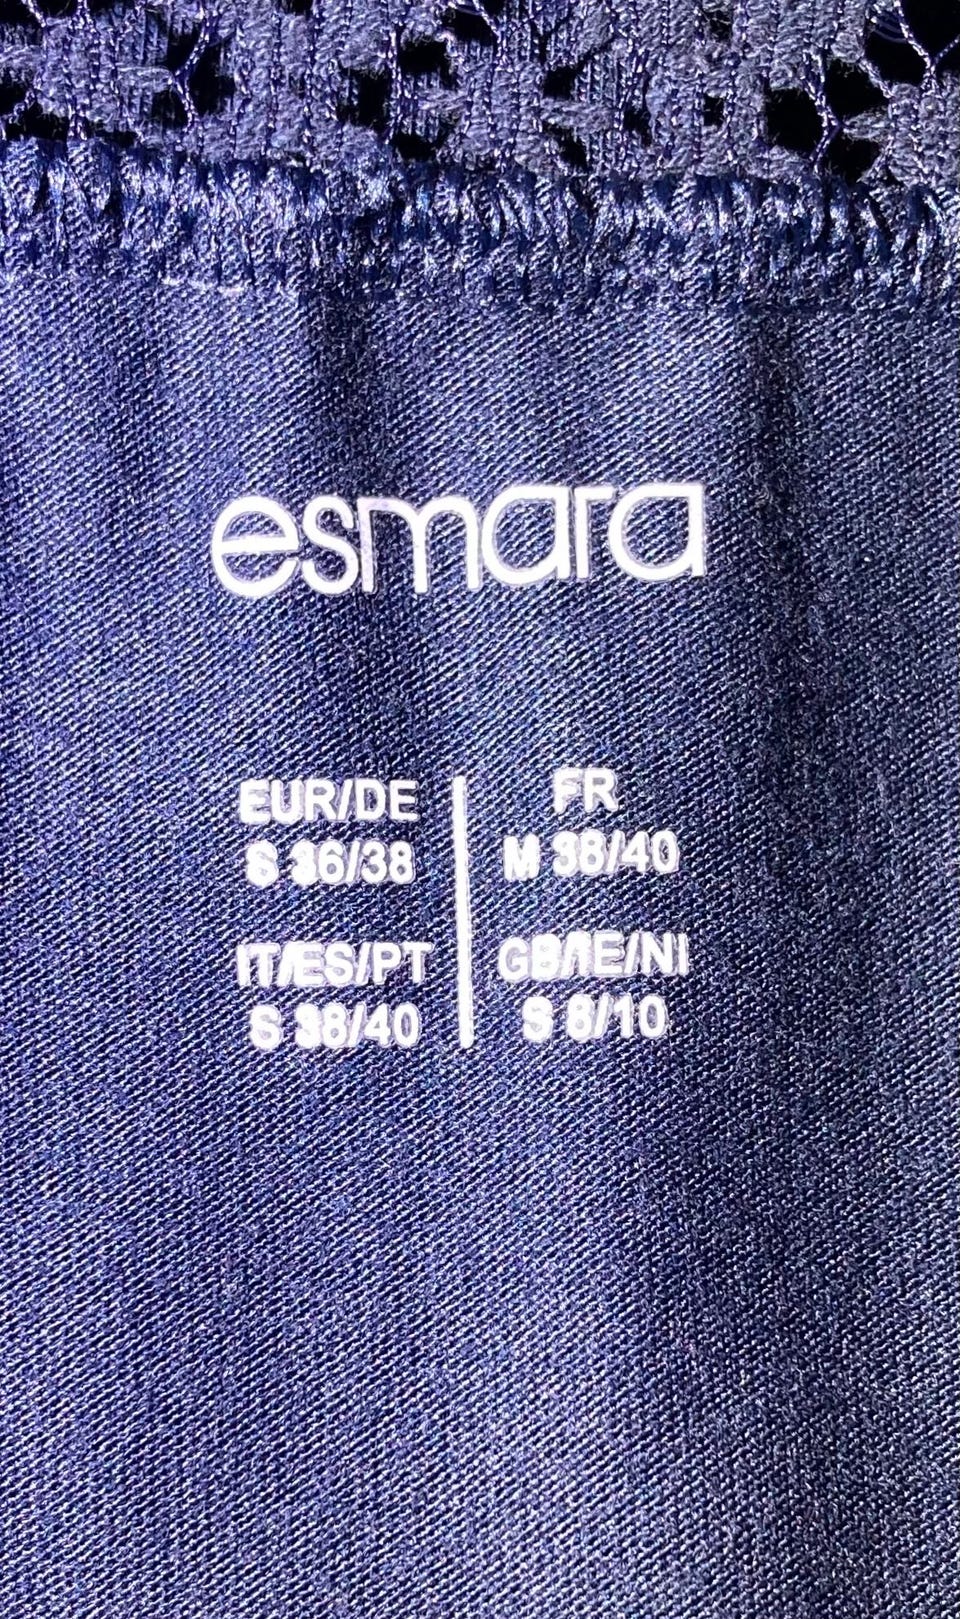 esmara
EUR/DE
S 36/38
FR
M 38/40
IT/ES/PT
S 38/40
GB/IE/NI
S 8/10